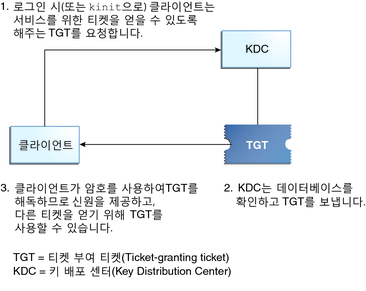 1. 로그인 시(또는 kinit으로) 클라이언트는
서비스를 위한 티켓을 얻을 수 있도록
해주는 TGT를 요청합니다.
KDC
클라이언트
TGT
3. 클라이언트가 암호를 사용하여TGT를
해독하므로 신원을 제공하고,
다른 티켓을 얻기 위해 TGT를
사용할 수 있습니다.
2. KDC는 데이터베이스를
확인하고 TGT를 보냅니다.
TGT = 티켓 부여 티켓(Ticket-granting ticket)
KDC = 키 배포 센터(Key Distribution Center)